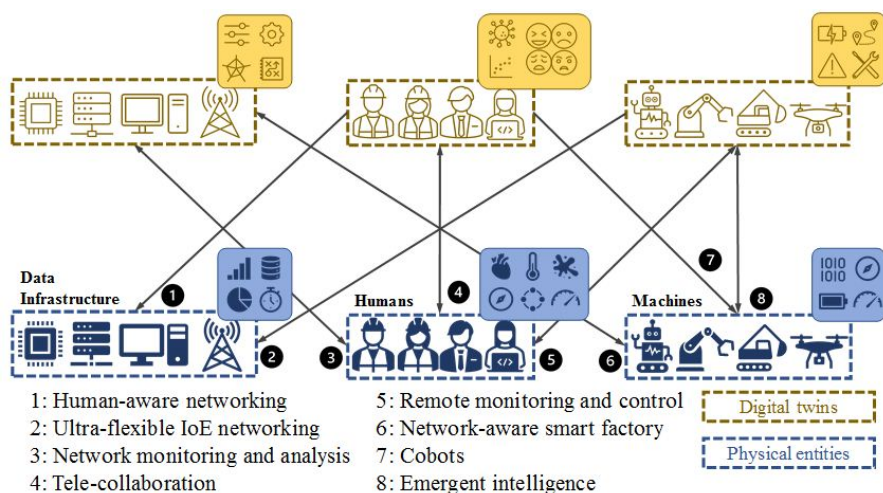 Data
Infrastructure
1
Humans
4
Machines
7
8
1010
1010
2
3
5
6
1: Human-aware networking
2: Ultra-flexible IoE networking
3: Network monitoring and analysis
4: Tele-collaboration
5: Remote monitoring and control
6: Network-aware smart factory
7: Cobots
8: Emergent intelligence
Digital twins
Physical entities